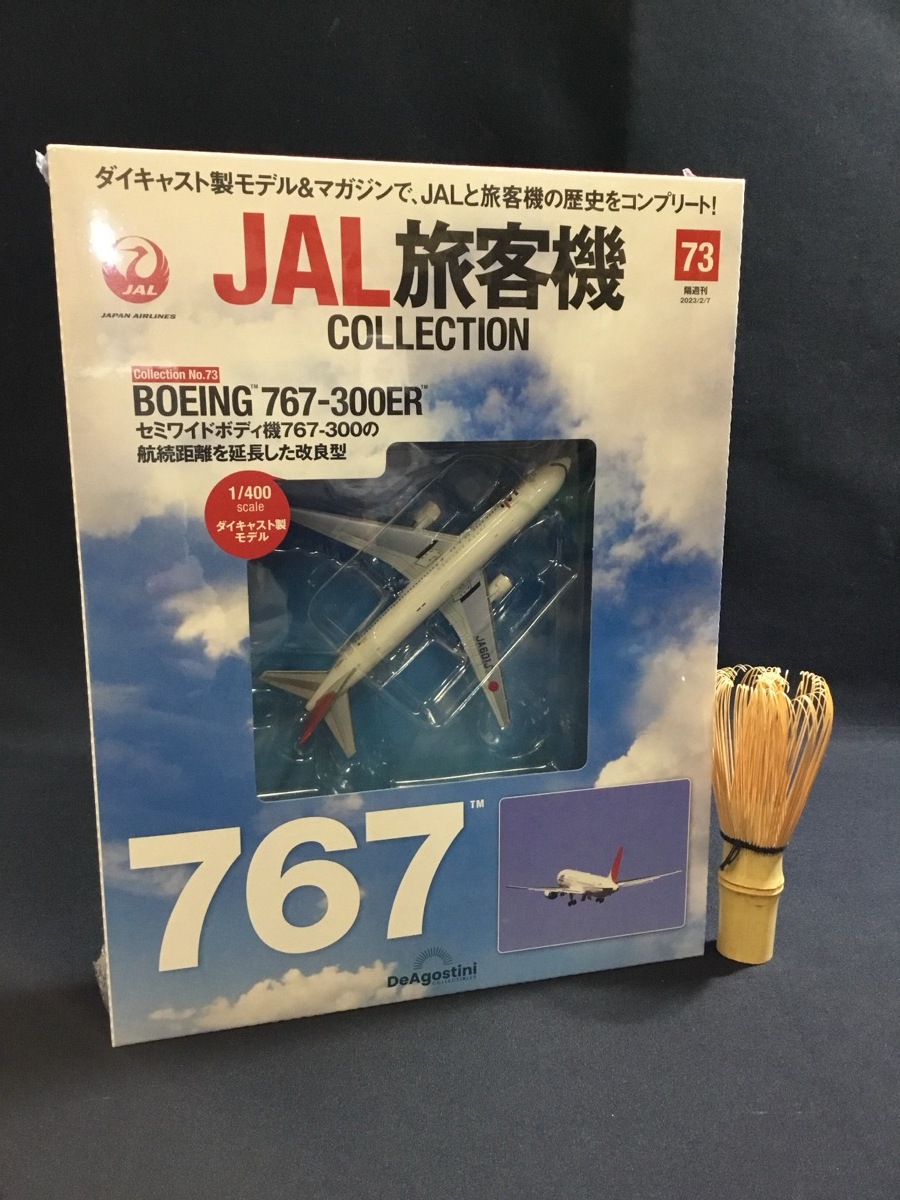 ダイキャスト製モデル&マガジンで、JALと旅客機の歴史をコンプリート!
JAL
JAPAN AIRLINES
JAL旅客機
COLLECTION
73
隔週刊
2023/2/7
Collection No.73
BOEING™ 767-300ER™
セミワイドボディ機767-300の
航続距離を延長した改良型
1/400
scale
ダイキャスト製
モデル
JA601J
767™
DeAgostini
COLLECTIBLES